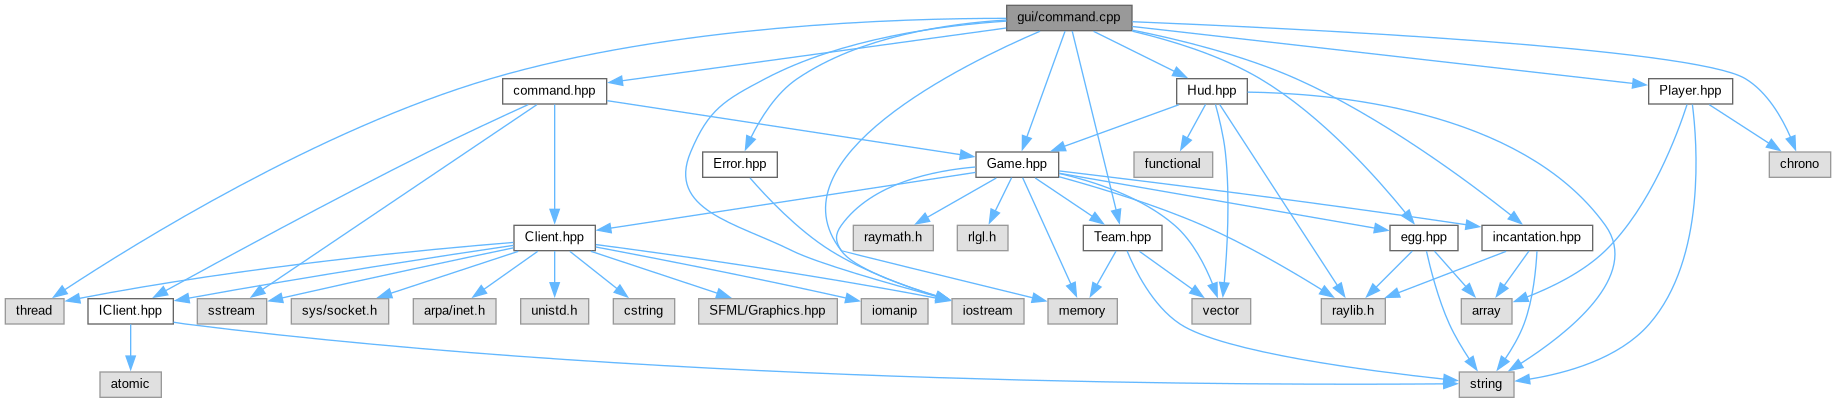 gui/command.cpp
command.hpp
Hud.hpp
Player.hpp
Error.hpp
Game.hpp
functional
chrono
Client.hpp
raymath.h
rlgl.h
Team.hpp
egg.hpp
incantation.hpp
thread
IClient.hpp
sstream
sys/socket.h
arpa/inet.h
unistd.h
cstring
SFML/Graphics.hpp
iomanip
iostream
memory
vector
raylib.h
array
atomic
string